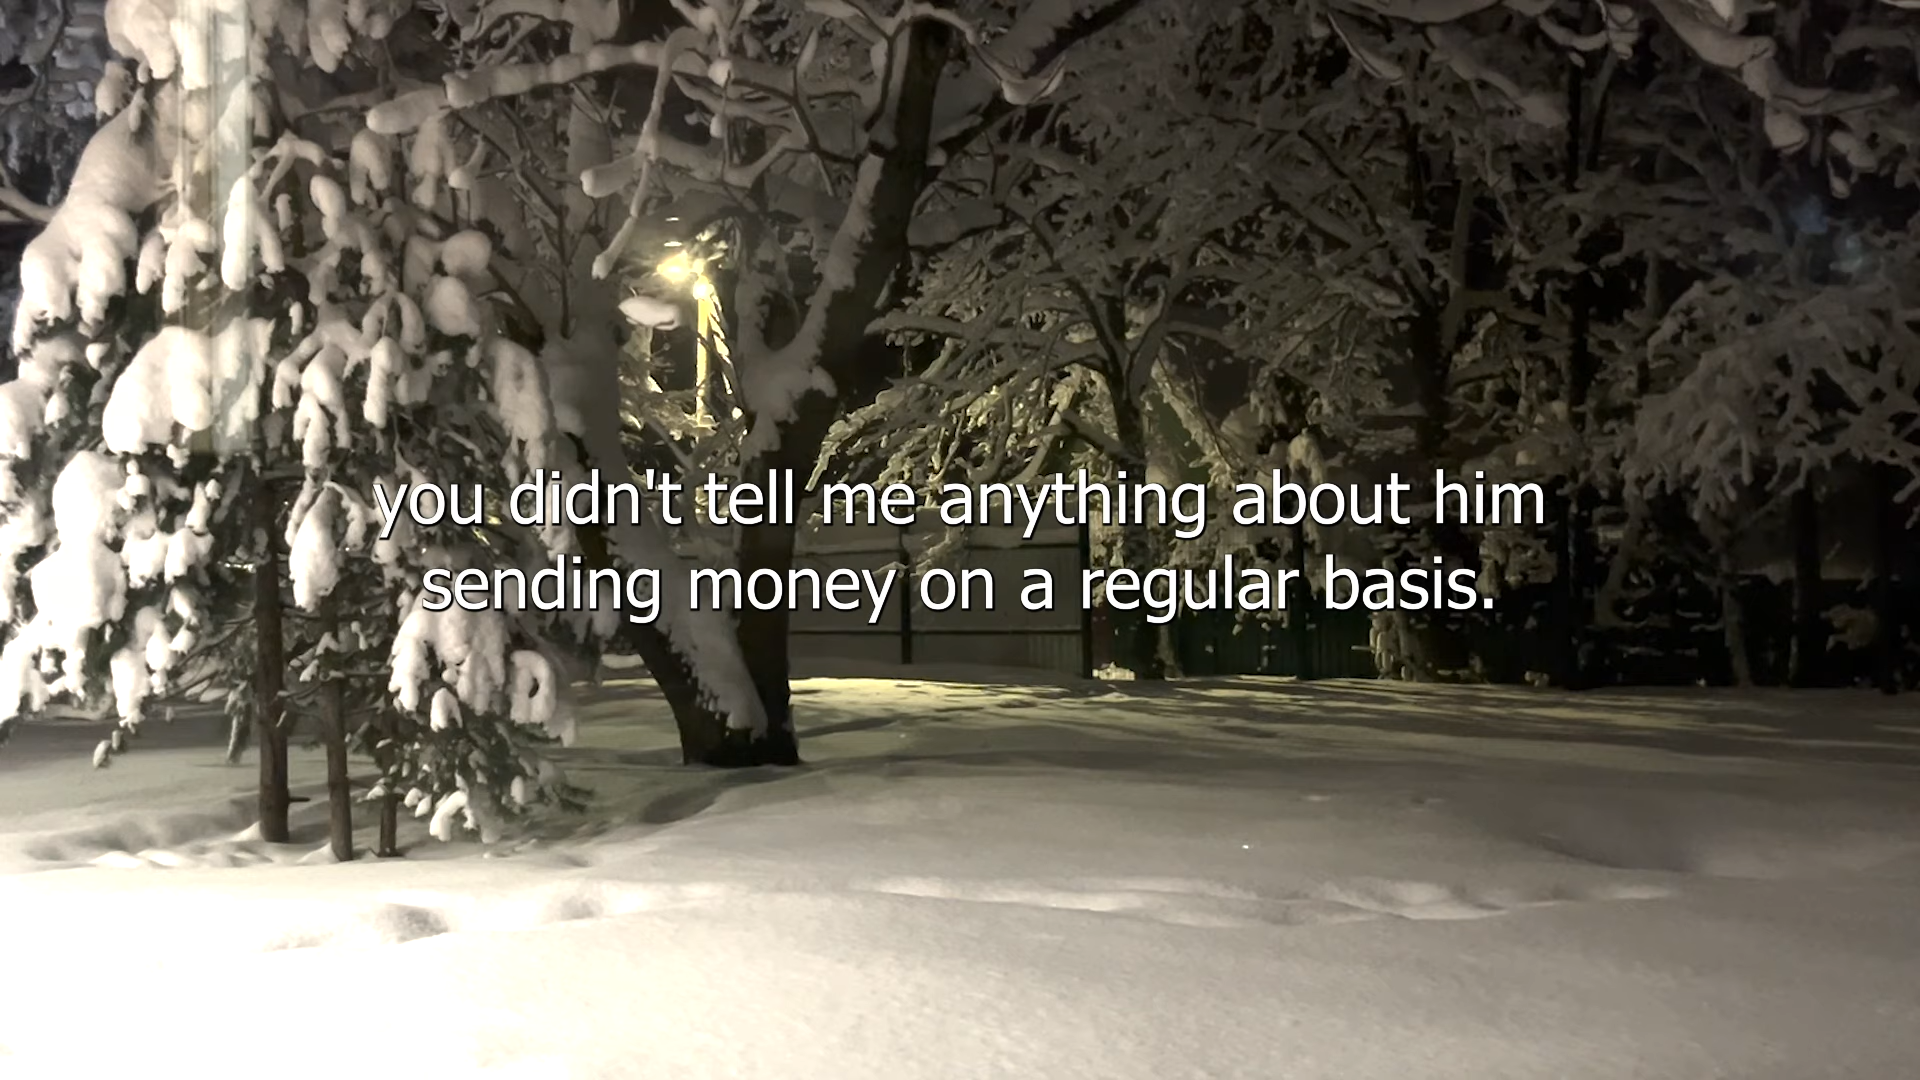 you didn't tell me anything about him
sending money on a regular basis.